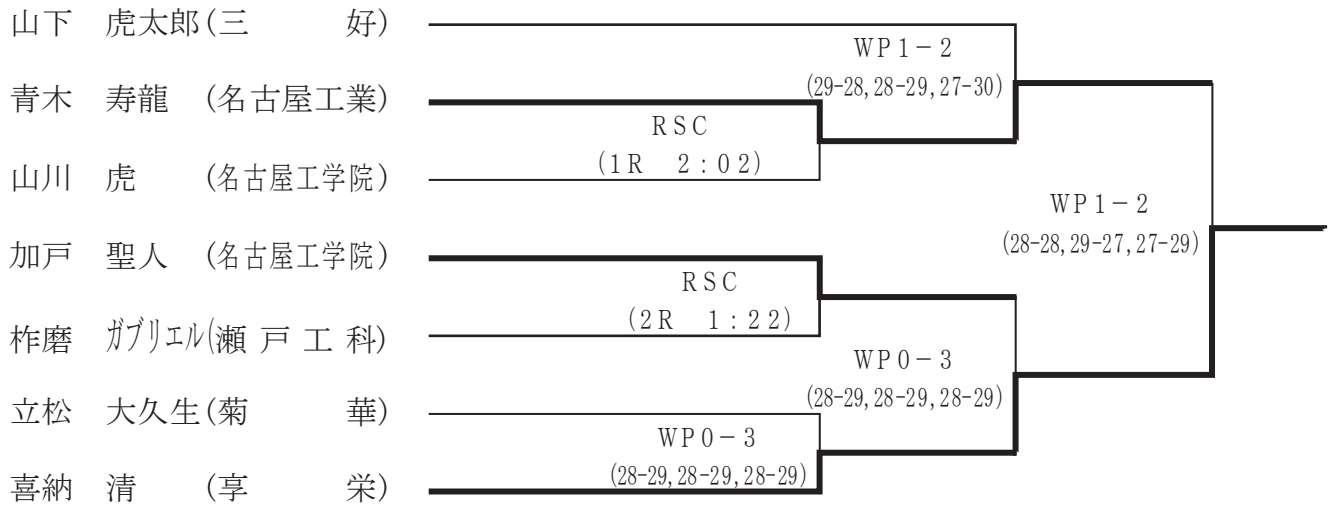 山下 虎太郎(三 好)
WP1-2
(29-28,28-29,27-30)
青木 寿龍 (名古屋工業)
RSC
(1R 2:02)
山川 虎 (名古屋工学院)
WP1-2
(28-28,29-27,27-29)
加戸 聖人 (名古屋工学院)
RSC
(2R 1:22)
柞磨 ガブリエル(瀬戸工科)
WP0-3
(28-29,28-29,28-29)
立松 大久生(菊 華)
WP0-3
(28-29,28-29,28-29)
喜納 清 (享 栄)